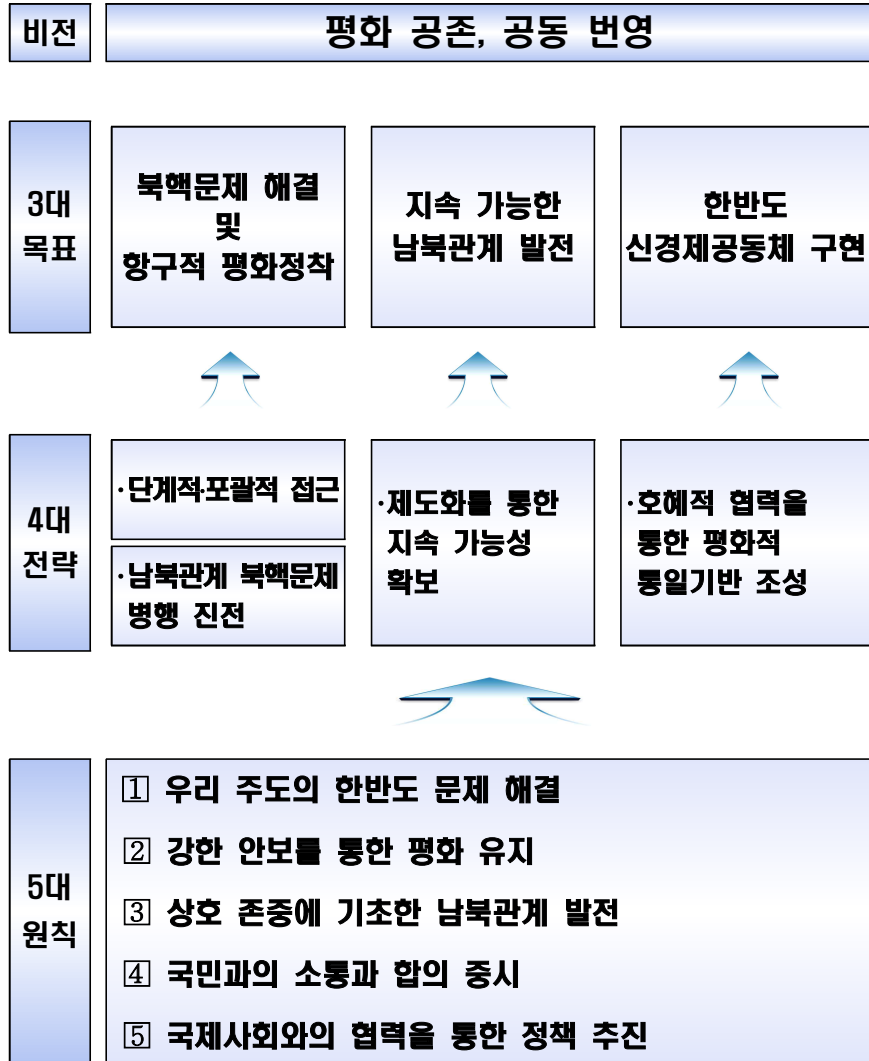 비전
평화 공존, 공동 번영
3대
목표
북핵문제 해결
및
항구적 평화정착
지속 가능한
남북관계 발전
한반도
신경제공동체 구현
4대
전략
·단계적·포괄적 접근
·남북관계 북핵문제
병행 진전
·제도화를 통한
지속 가능성
확보
·호혜적 협력을
통한 평화적
통일기반 조성
5대
원칙
1 우리 주도의 한반도 문제 해결
2 강한 안보를 통한 평화 유지
3 상호 존중에 기초한 남북관계 발전
4 국민과의 소통과 합의 중시
5 국제사회와의 협력을 통한 정책 추진